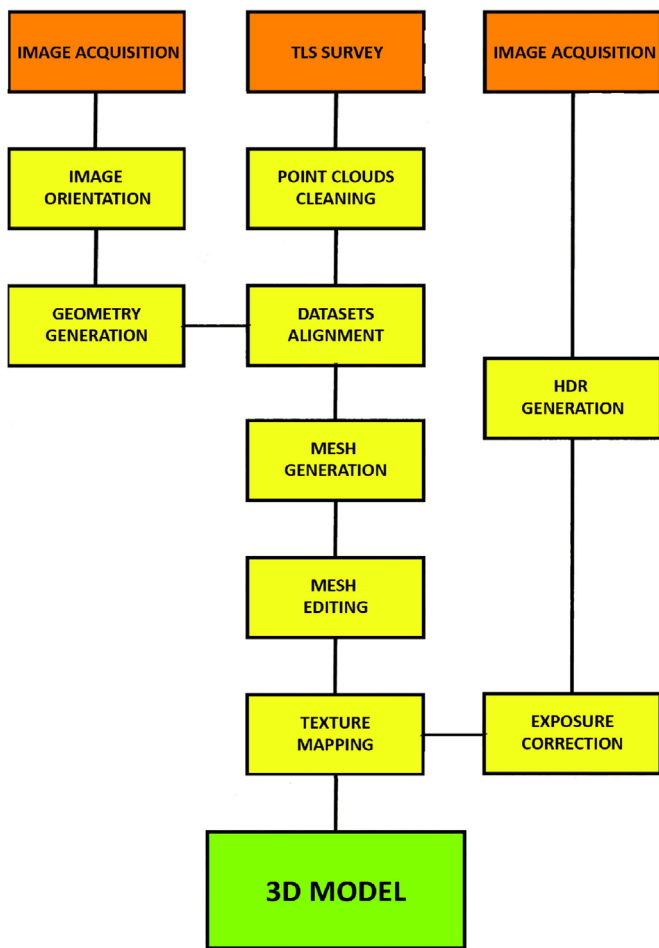 IMAGE ACQUISITION
TLS SURVEY
IMAGE ACQUISITION
IMAGE
ORIENTATION
POINT CLOUDS
CLEANING
GEOMETRY
GENERATION
DATASETS
ALIGNMENT
HDR
GENERATION
MESH
GENERATION
MESH
EDITING
TEXTURE
MAPPING
EXPOSURE
CORRECTION
3D MODEL